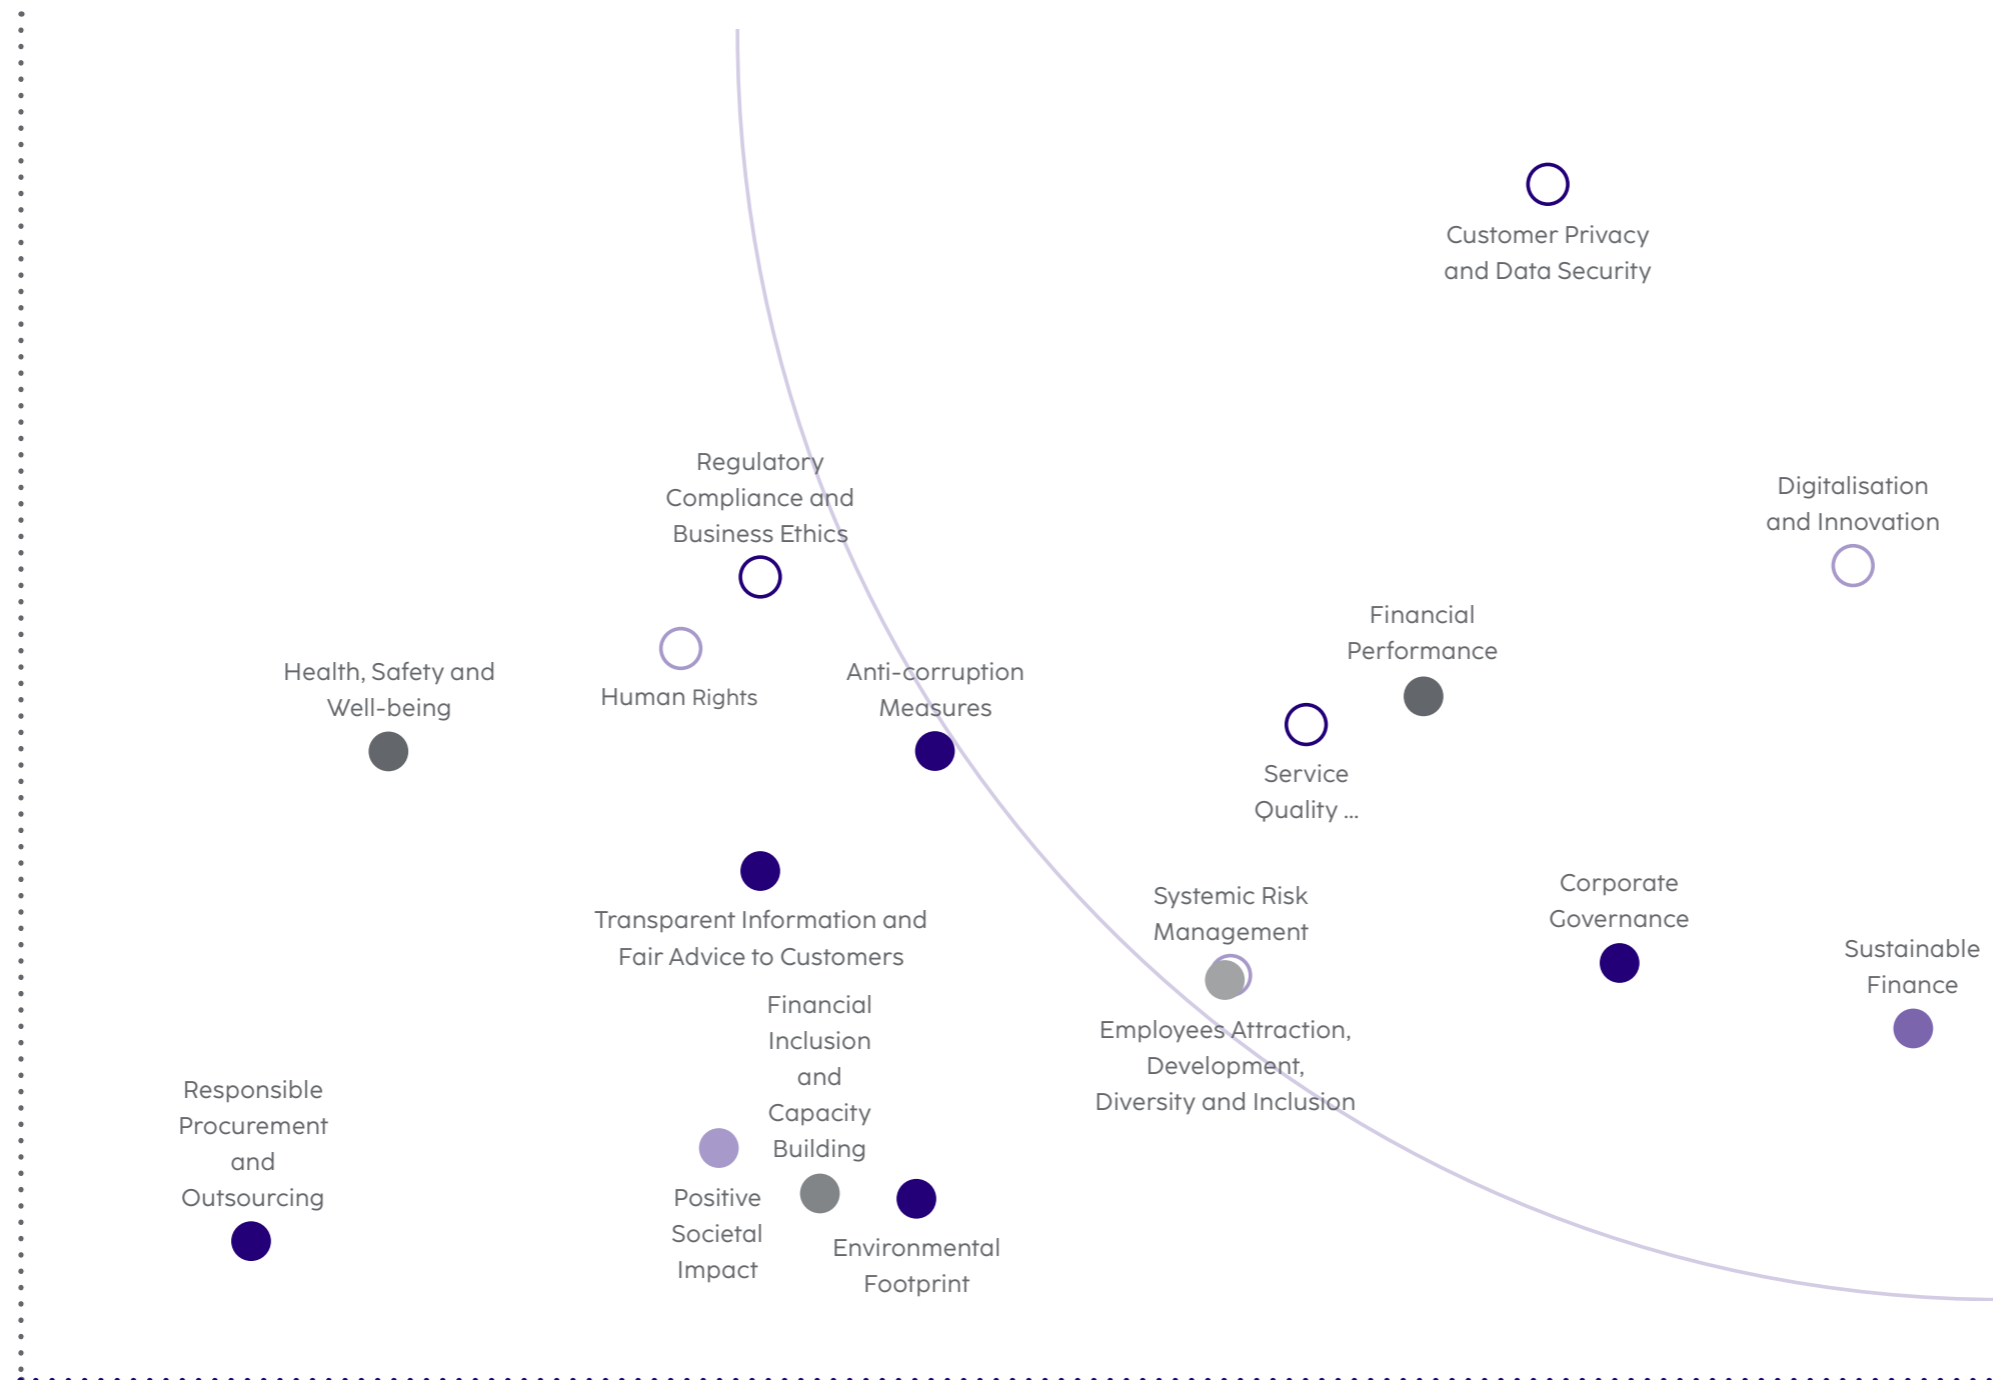 Customer Privacy
and Data Security
Regulatory
Compliance and
Business Ethics
Digitalisation
and Innovation
Financial
Performance
Health, Safety and
Well-being
Human Rights
Anti-corruption
Measures
Service
Quality ...
Transparent Information and
Fair Advice to Customers
Systemic Risk
Management
Corporate
Governance
Sustainable
Finance
Financial
Inclusion
and
Capacity
Building
Employees Attraction,
Development,
Diversity and Inclusion
Responsible
Procurement
and
Outsourcing
Positive
Societal
Impact
Environmental
Footprint